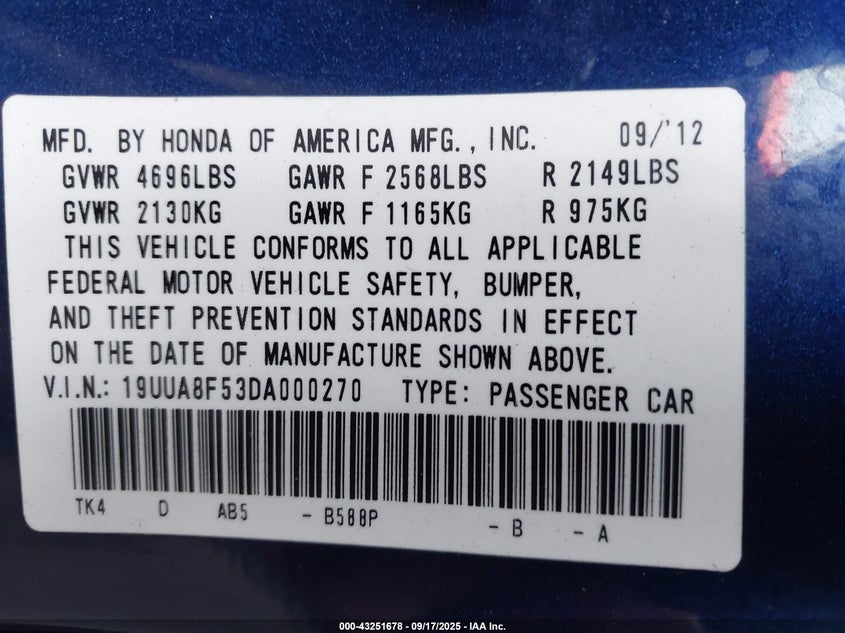 MFD. BY HONDA OF AMERICA MFG., INC. 09/'12
GVWR 4696LBS GAWR F 2568LBS R 2149LBS
GVWR 2130KG GAWR F 1165KG R 975KG
THIS VEHICLE CONFORMS TO ALL APPLICABLE
FEDERAL MOTOR VEHICLE SAFETY, BUMPER,
AND THEFT PREVENTION STANDARDS IN EFFECT
ON THE DATE OF MANUFACTURE SHOWN ABOVE.
V.I.N.: 19UUA8F53DA000270 TYPE: PASSENGER CAR
TK4 D AB5 - B588P - B - A
000-43251678 - 09/17/2025 - IAA Inc.